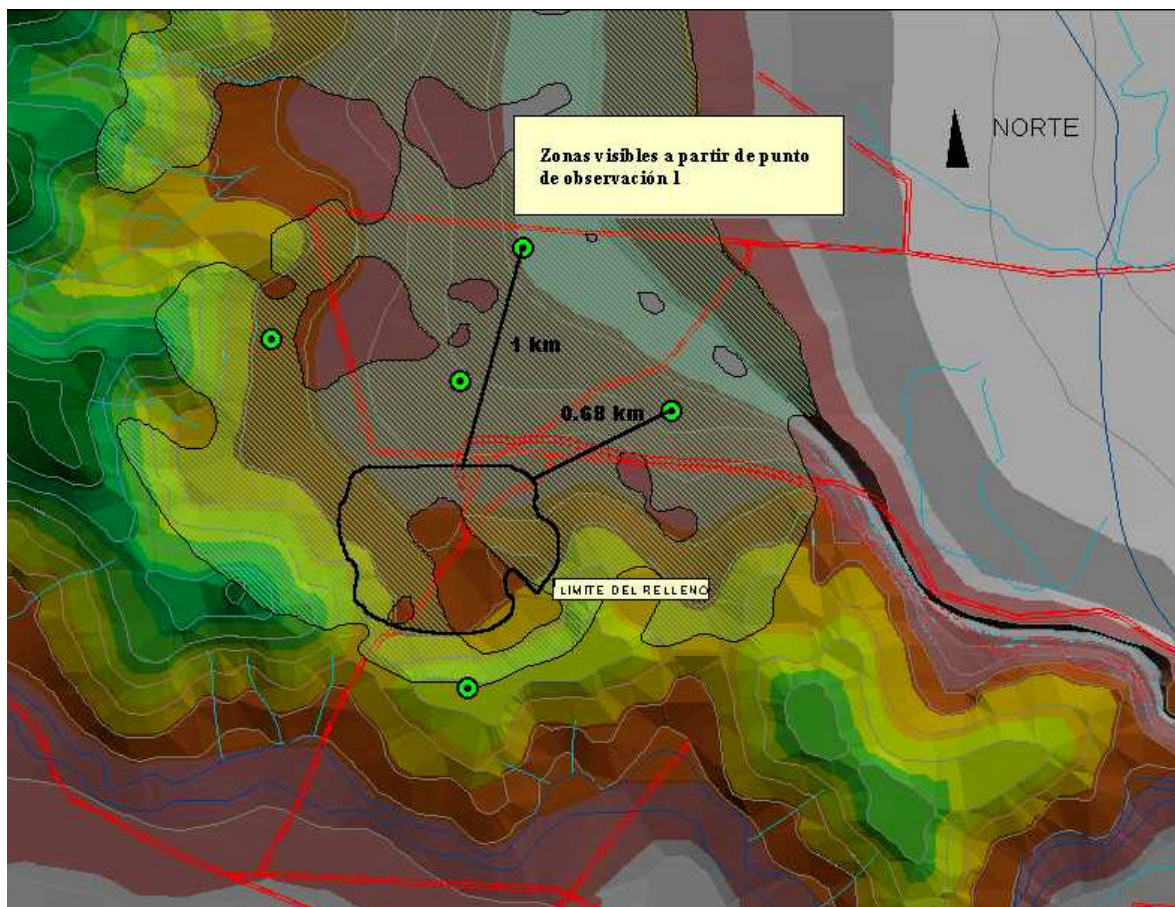 NORTE
Zonas visibles a partir de punto
de observación 1
1 km
0.68 km
LIMITE DEL RELLENO